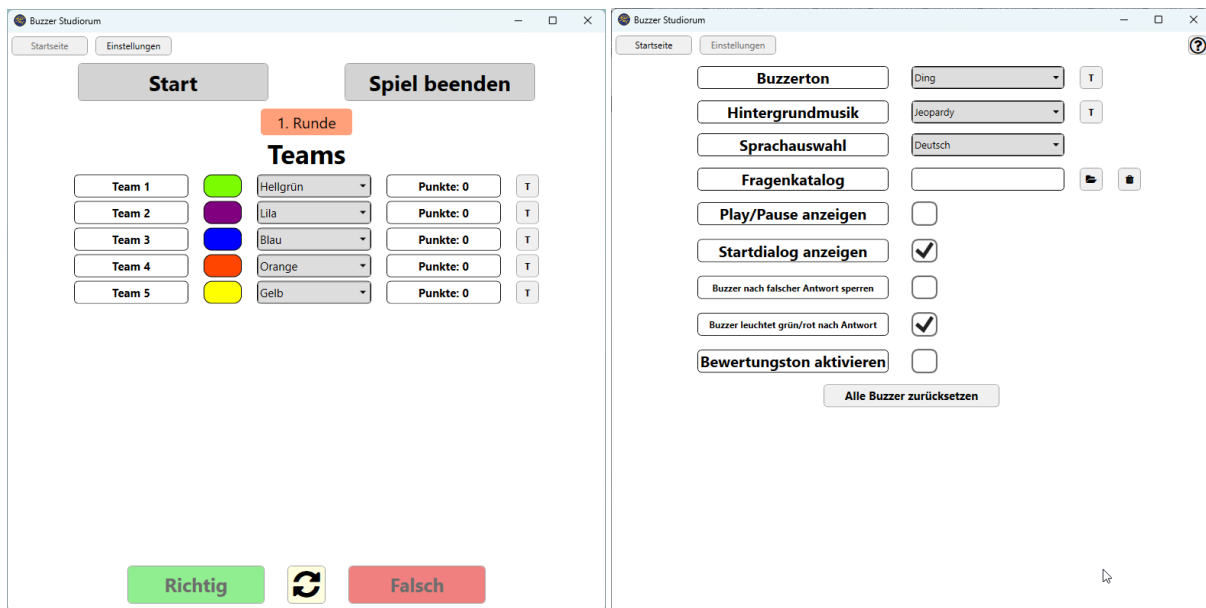 Buzzer Studiorum
Startseite Einstellungen
Start Spiel beenden
1. Runde
Teams
Team 1 Hellgrün Punkte: 0 T
Team 2 Lila Punkte: 0 T
Team 3 Blau Punkte: 0 T
Team 4 Orange Punkte: 0 T
Team 5 Gelb Punkte: 0 T
Richtig Falsch
Buzzer Studiorum
Startseite Einstellungen ?
Buzzerton Ding T
Hintergrundmusik Jeopardy T
Sprachauswahl Deutsch
Fragenkatalog
Play/Pause anzeigen
Startdialog anzeigen
Buzzer nach falscher Antwort sperren
Buzzer leuchtet grün/rot nach Antwort
Bewertungston aktivieren
Alle Buzzer zurücksetzen